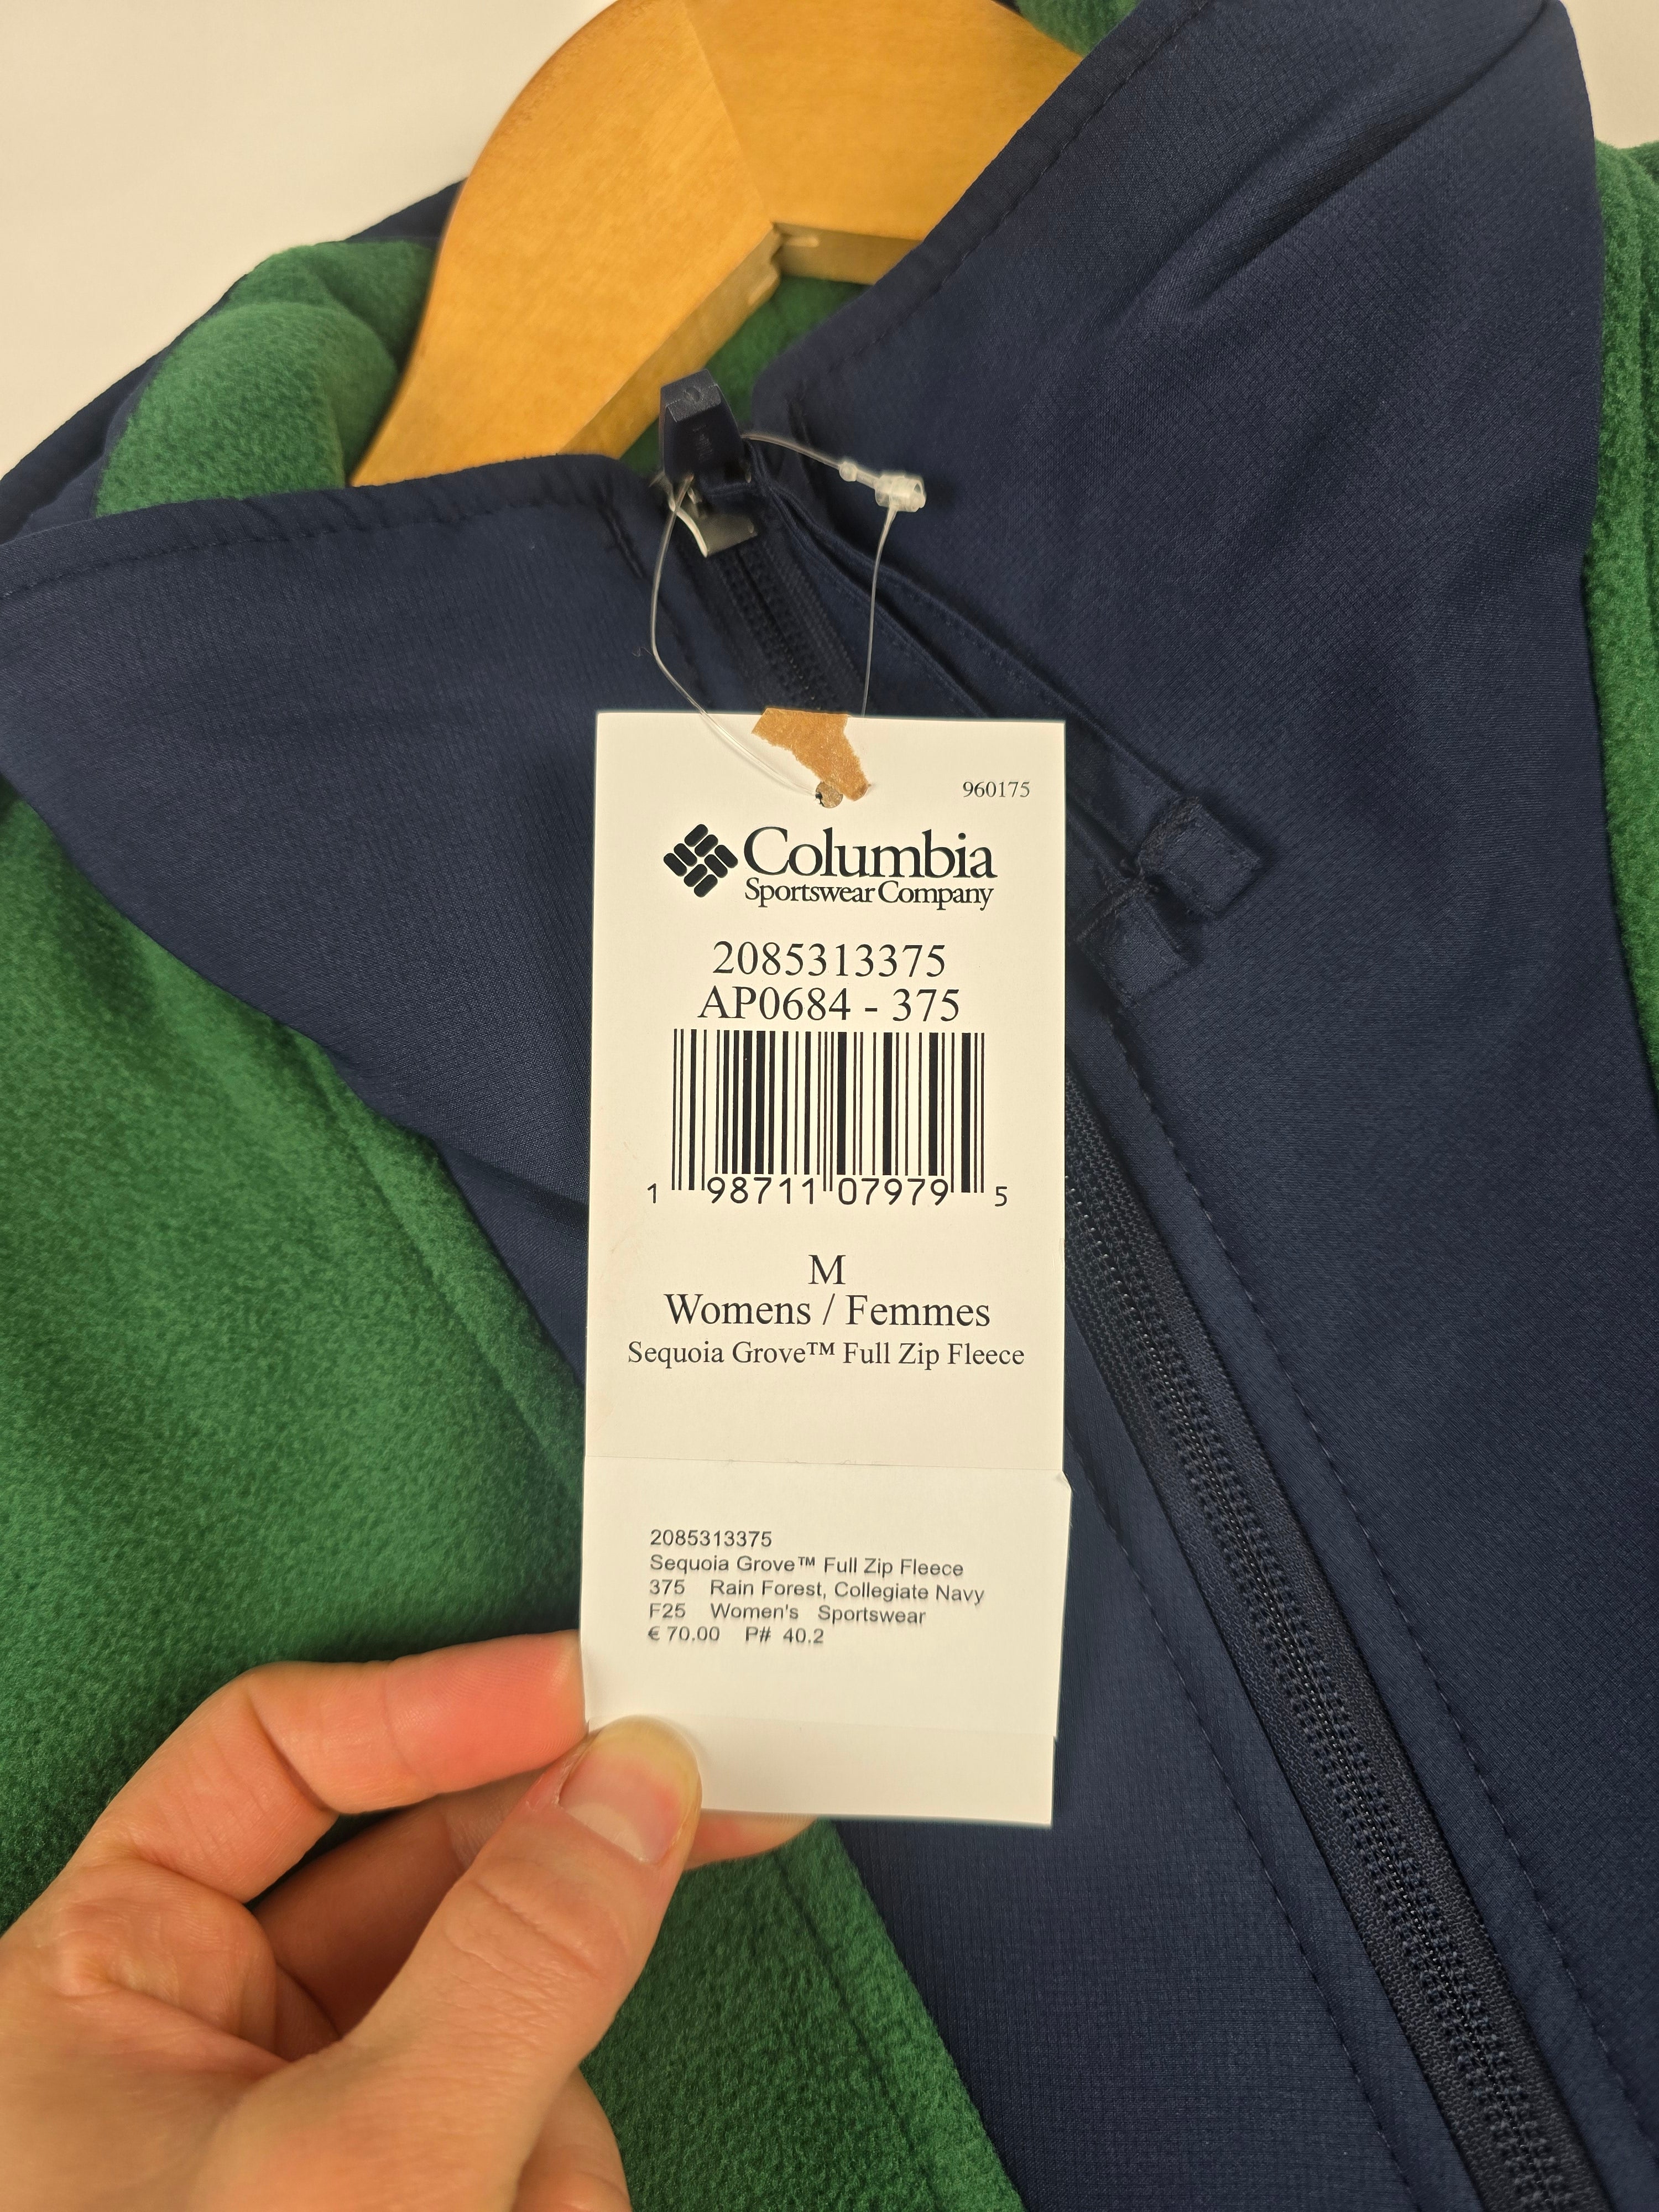 960175
Columbia
Sportswear Company
2085313375
AP0684 - 375
1 98711 07979 5
M
Womens / Femmes
Sequoia Grove™ Full Zip Fleece
2085313375
Sequoia Grove™ Full Zip Fleece
375 Rain Forest, Collegiate Navy
F25 Women's Sportswear
€ 70.00 P# 40.2